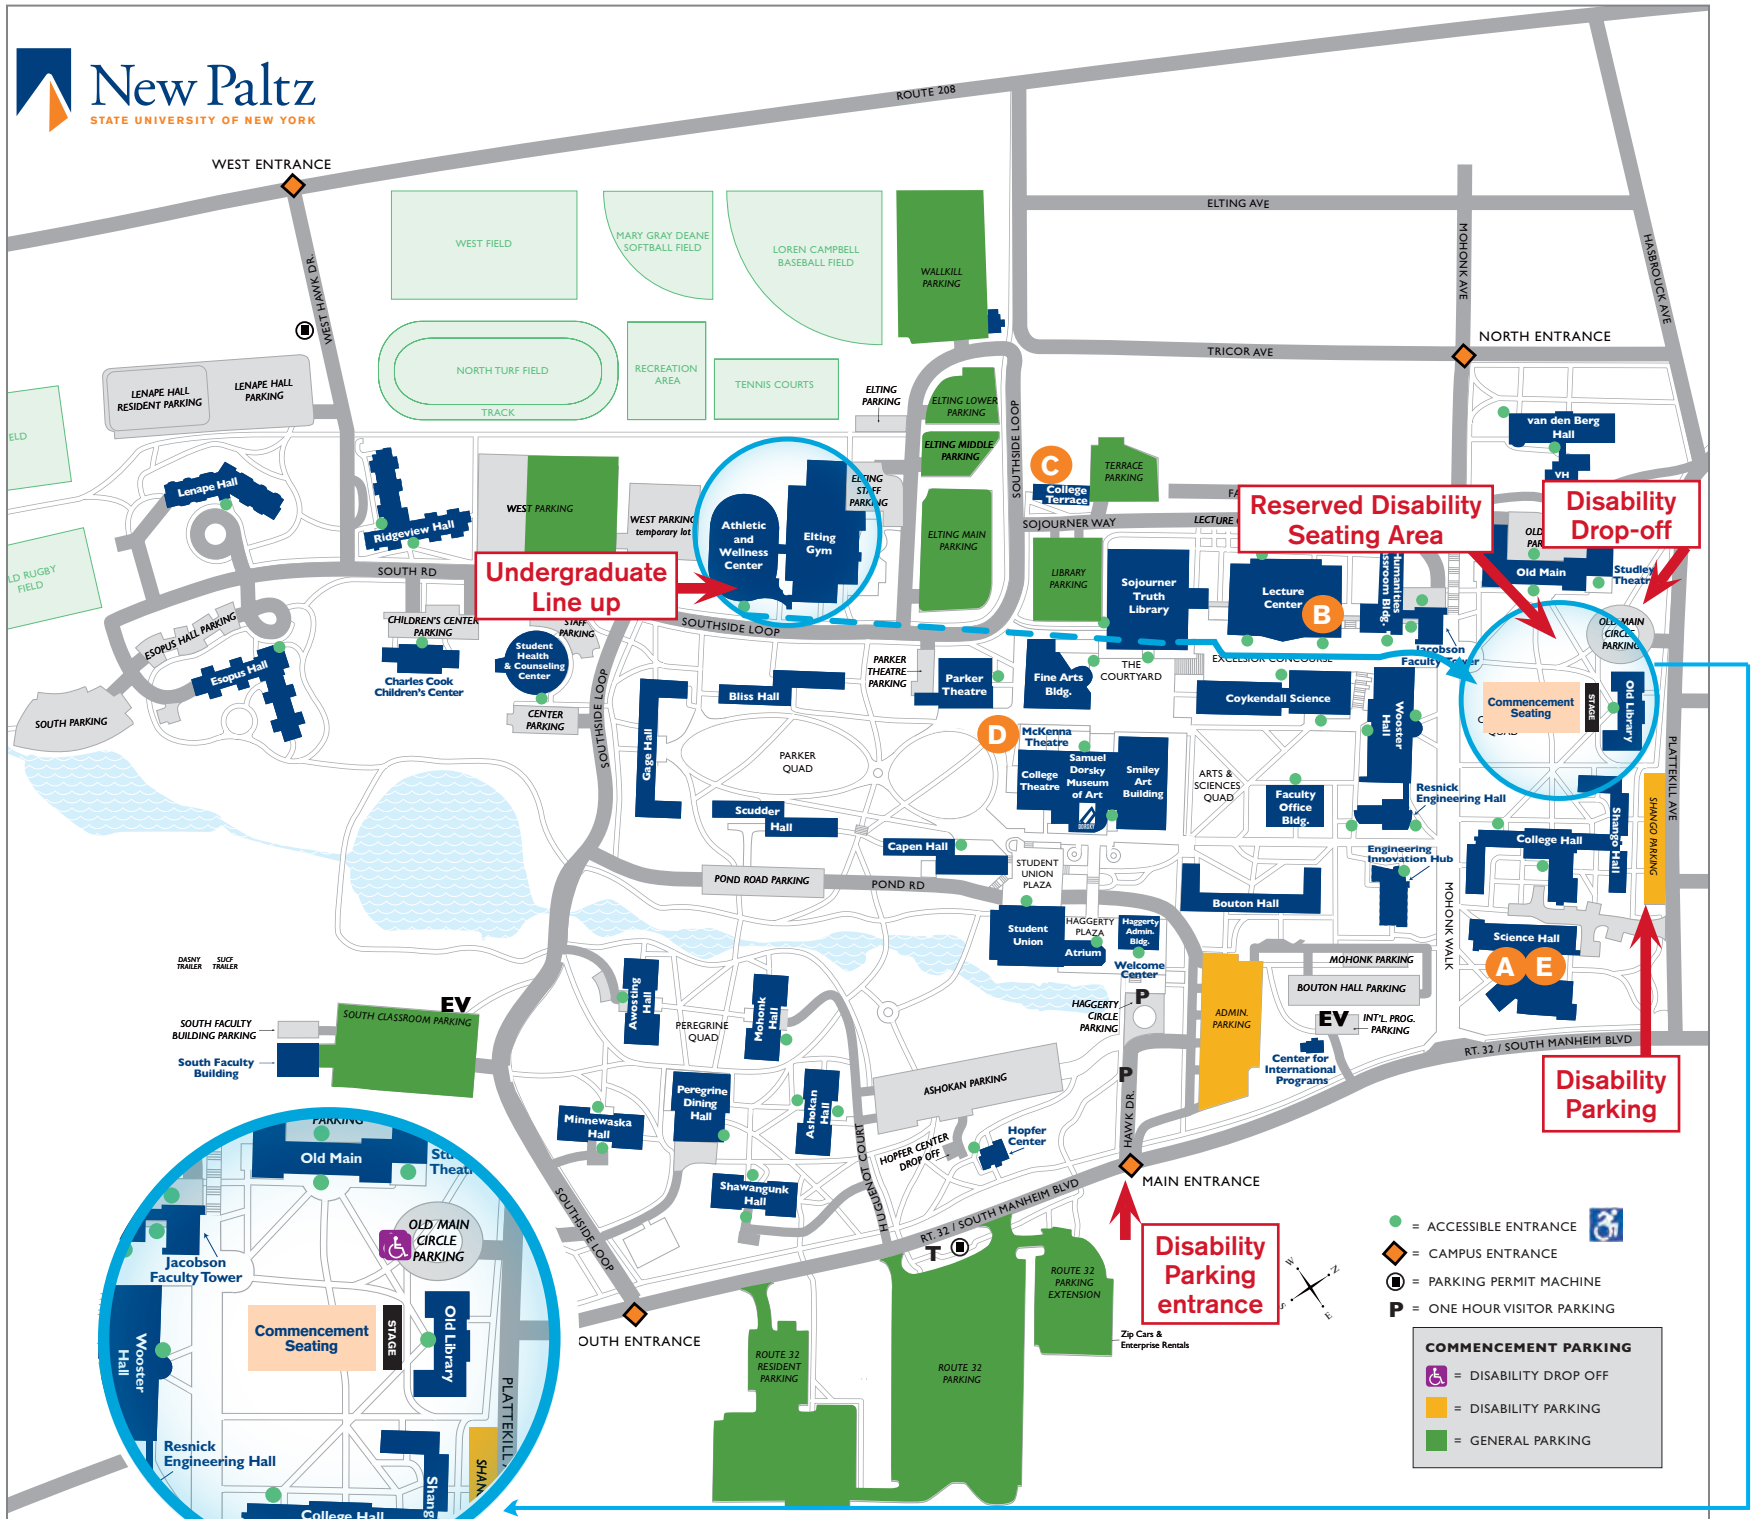 New Paltz
STATE UNIVERSITY OF NEW YORK
ROUTE 208
WEST ENTRANCE
WEST HAWK DR.
WEST FIELD
MARY GRAY DEANE
SOFTBALL FIELD
LOREN CAMPBELL
BASEBALL FIELD
WALLKILL
PARKING
ELTING AVE
MOHONK AVE
HASBROUCK AVE
NORTH ENTRANCE
TRICOR AVE
NORTH TURF FIELD
TRACK
RECREATION
AREA
TENNIS COURTS
ELTING
PARKING
ELTING LOWER
PARKING
ELTING MIDDLE
PARKING
SOUTHSIDE LOOP
LENAPE HALL
RESIDENT PARKING
LENAPE HALL
PARKING
ELD
LD RUGBY
FIELD
Lenape Hall
Ridgeview Hall
WEST PARKING
WEST PARKING
temporary lot
Athletic
and
Wellness
Center
Elting
Gym
ELTING
STAFF
PARKING
ELTING MAIN
PARKING
C
College
Terrace
TERRACE
PARKING
FA
SOJOURNER WAY
LECTURE
van den Berg
Hall
VH
Reserved Disability
Seating Area
Disability
Drop-off
Undergraduate
Line up
SOUTH RD
SOUTHSIDE LOOP
LIBRARY
PARKING
Sojourner
Truth
Library
Lecture
Center
B
Humanities
OLD
PAR
Old Main
Studley
Theatr
OLD MAIN
CIRCLE
PARKING
Jacobson
Faculty Tower
EXCELSIOR CONCOURSE
THE
COURTYARD
ESOPUS HALL PARKING
Esopus Hall
SOUTH PARKING
CHILDREN'S CENTER
PARKING
Charles Cook
Children's Center
STAFF
PARKING
Student
Health
& Counseling
Center
CENTER
PARKING
SOUTHSIDE LOOP
Gage Hall
Bliss Hall
PARKER
THEATRE
PARKING
Parker
Theatre
Fine Arts
Bldg.
Coykendall Science
Wooster
Hall
Commencement
Seating
STAGE
Old Library
QUAD
PLATTEKILL AVE
D
McKenna
Theatre
College
Theatre
Samuel
Dorsky
Museum
of Art
DORSKY
Smiley
Art
Building
PARKER
QUAD
ARTS &
SCIENCES
QUAD
Faculty
Office
Bldg.
Resnick
Engineering Hall
Engineering
Innovation Hub
Scudder
Hall
Capen Hall
College Hall
Shango Hall
SHANGO PARKING
POND ROAD PARKING
POND RD
STUDENT
UNION
PLAZA
Bouton Hall
MOHONK WALK
Student
Union
HAGGERTY
PLAZA
Atrium
Haggerty
Admin.
Bldg.
Welcome
Center
Science Hall
A
E
MOHONK PARKING
BOUTON HALL PARKING
EV
INT'L. PROG.
PARKING
Center for
International
Programs
ADMIN.
PARKING
HAGGERTY
CIRCLE
PARKING
P
P
HAWK DR.
RT. 32 / SOUTH MANHEIM BLVD
Disability
Parking
DASNY
TRAILER
SUCF
TRAILER
EV
SOUTH CLASSROOM PARKING
SOUTH FACULTY
BUILDING PARKING
South Faculty
Building
Awosting
Hall
PEREGRINE
QUAD
Mohonk
Hall
Peregrine
Dining
Hall
Ashokan
Hall
ASHOKAN PARKING
Minnewaska
Hall
HUGUENOT COURT
HOPFER CENTER
DROP OFF
Hopfer
Center
Shawangunk
Hall
SOUTHSIDE LOOP
RT. 32 / SOUTH MANHEIM BLVD
MAIN ENTRANCE
Disability
Parking
entrance
T
ROUTE 32
PARKING
EXTENSION
Zip Cars &
Enterprise Rentals
OUTH ENTRANCE
ROUTE 32
RESIDENT
PARKING
ROUTE 32
PARKING
W
N
S
E
= ACCESSIBLE ENTRANCE
= CAMPUS ENTRANCE
= PARKING PERMIT MACHINE
P = ONE HOUR VISITOR PARKING
COMMENCEMENT PARKING
= DISABILITY DROP OFF
= DISABILITY PARKING
= GENERAL PARKING
PARKING
Old Main
Stu
Theat
OLD MAIN
CIRCLE
PARKING
Jacobson
Faculty Tower
Wooster
Hall
Commencement
Seating
STAGE
Old Library
PLATTEKILL
Resnick
Engineering Hall
SHAN
Shang
College Hall